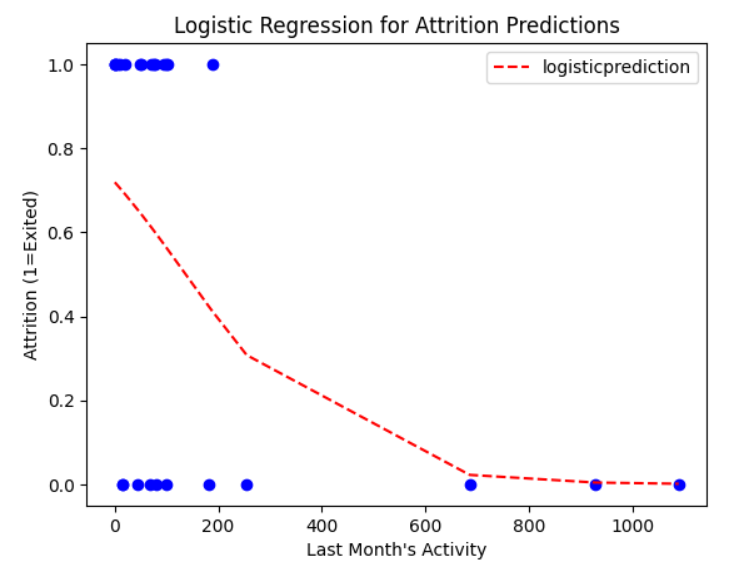 Logistic Regression for Attrition Predictions
logisticprediction
Attrition (1=Exited)
1.0
0.8
0.6
0.4
0.2
0.0
0 200 400 600 800 1000
Last Month's Activity